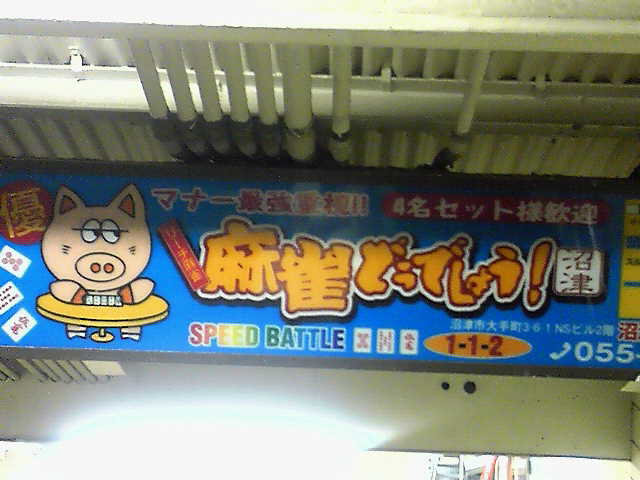 優
マナー最強重視!!
4名セット様歓迎
麻雀どうでしょう!
沼津
SPEED BATTLE
沼津市大手町3-6-1NSビル2階
1-1-2
055